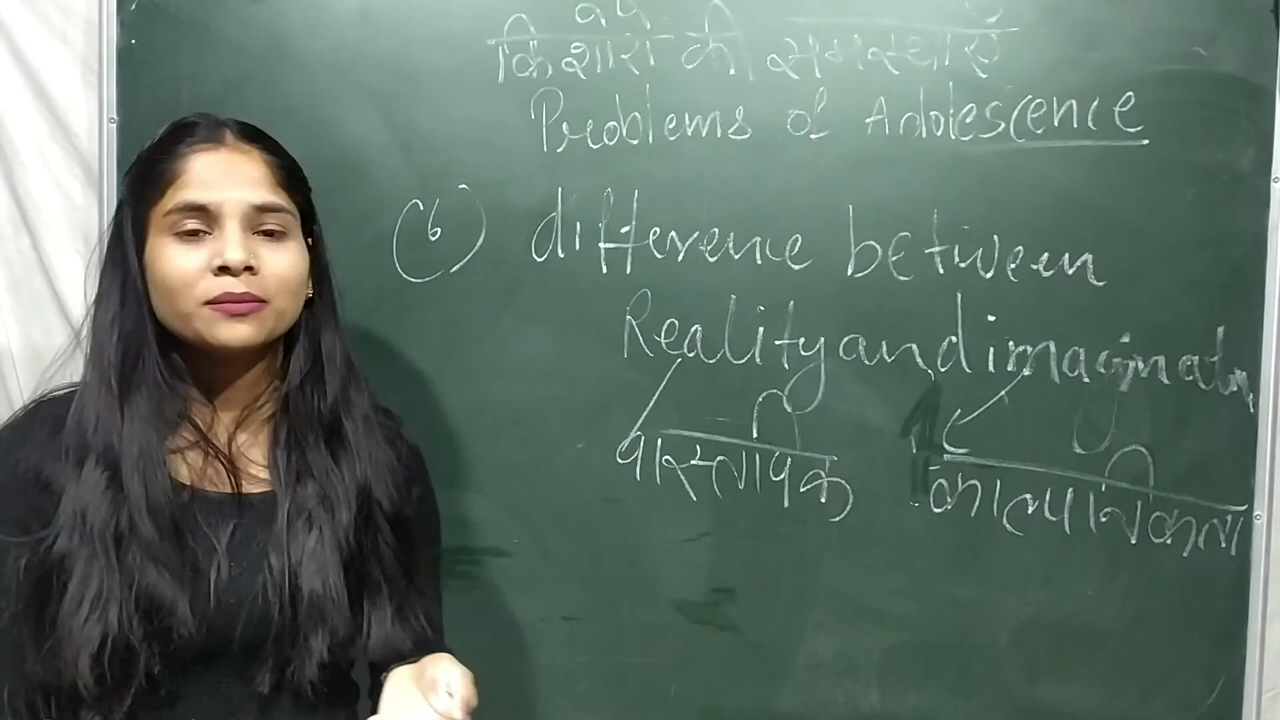 किशोरों की समस्याएँ
Problems of Adolescence
(6) difference between
Reality and imagination
वास्तविक काल्पनिकता